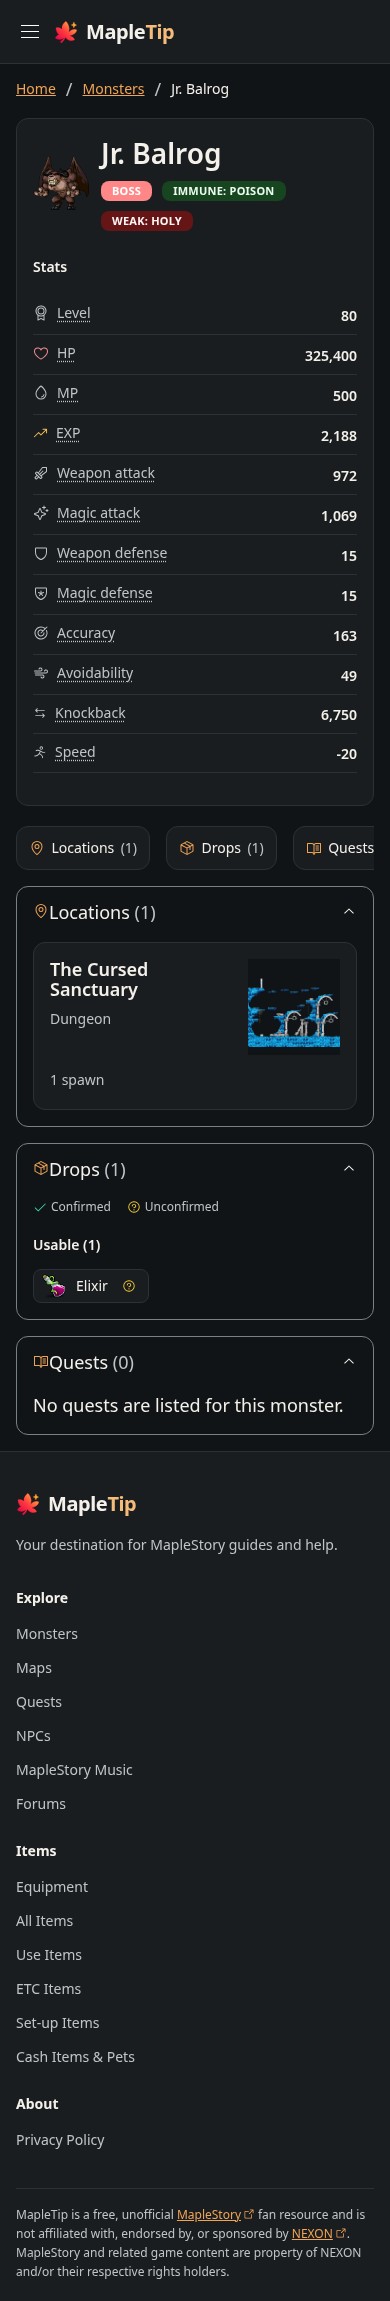 MapleTip
Home / Monsters / Jr. Balrog
Jr. Balrog
BOSS IMMUNE: POISON
WEAK: HOLY
Stats
Level 80
HP 325,400
MP 500
EXP 2,188
Weapon attack 972
Magic attack 1,069
Weapon defense 15
Magic defense 15
Accuracy 163
Avoidability 49
Knockback 6,750
Speed -20
Locations (1) Drops (1) Quests
Locations (1)
The Cursed
Sanctuary
Dungeon
1 spawn
Drops (1)
Confirmed Unconfirmed
Usable (1)
Elixir
Quests (0)
No quests are listed for this monster.
MapleTip
Your destination for MapleStory guides and help.
Explore
Monsters
Maps
Quests
NPCs
MapleStory Music
Forums
Items
Equipment
All Items
Use Items
ETC Items
Set-up Items
Cash Items & Pets
About
Privacy Policy
MapleTip is a free, unofficial MapleStory fan resource and is
not affiliated with, endorsed by, or sponsored by NEXON.
MapleStory and related game content are property of NEXON
and/or their respective rights holders.